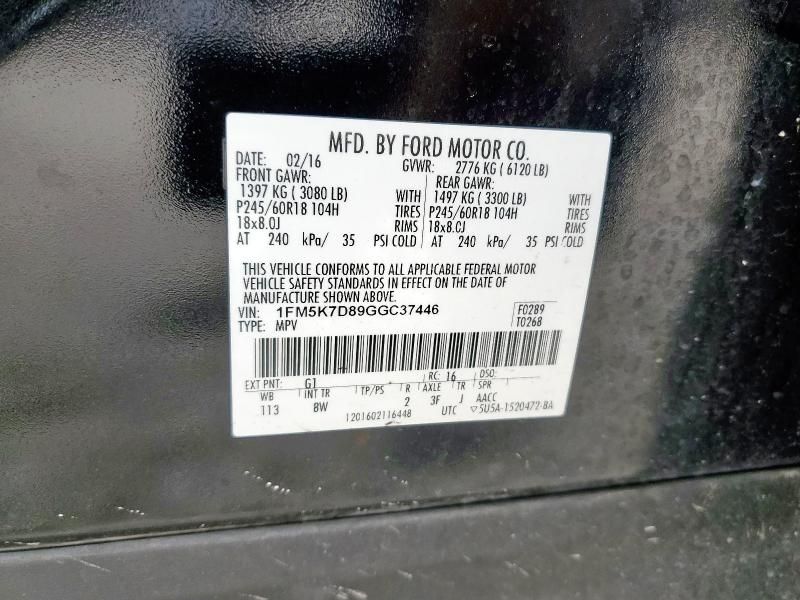 MFD. BY FORD MOTOR CO.
DATE: 02/16 GVWR: 2776 KG ( 6120 LB)
FRONT GAWR: REAR GAWR:
1397 KG ( 3080 LB) WITH 1497 KG ( 3300 LB) WITH
P245/60R18 104H TIRES P245/60R18 104H TIRES
18x8.0J RIMS 18x8.0J RIMS
AT 240 kPa/ 35 PSI COLD AT 240 kPa/ 35 PSI COLD
THIS VEHICLE CONFORMS TO ALL APPLICABLE FEDERAL MOTOR
VEHICLE SAFETY STANDARDS IN EFFECT ON THE DATE OF
MANUFACTURE SHOWN ABOVE.
VIN: 1FM5K7D89GGC37446 F0289
TYPE: MPV T0268
EXT PNT: G1 RC: 16 DSO:
WB INT TR TP/PS R AXLE TR SPR
113 BW 2 3F J AACC
1201602116448 UTC ▽5U5A-1520472-BA